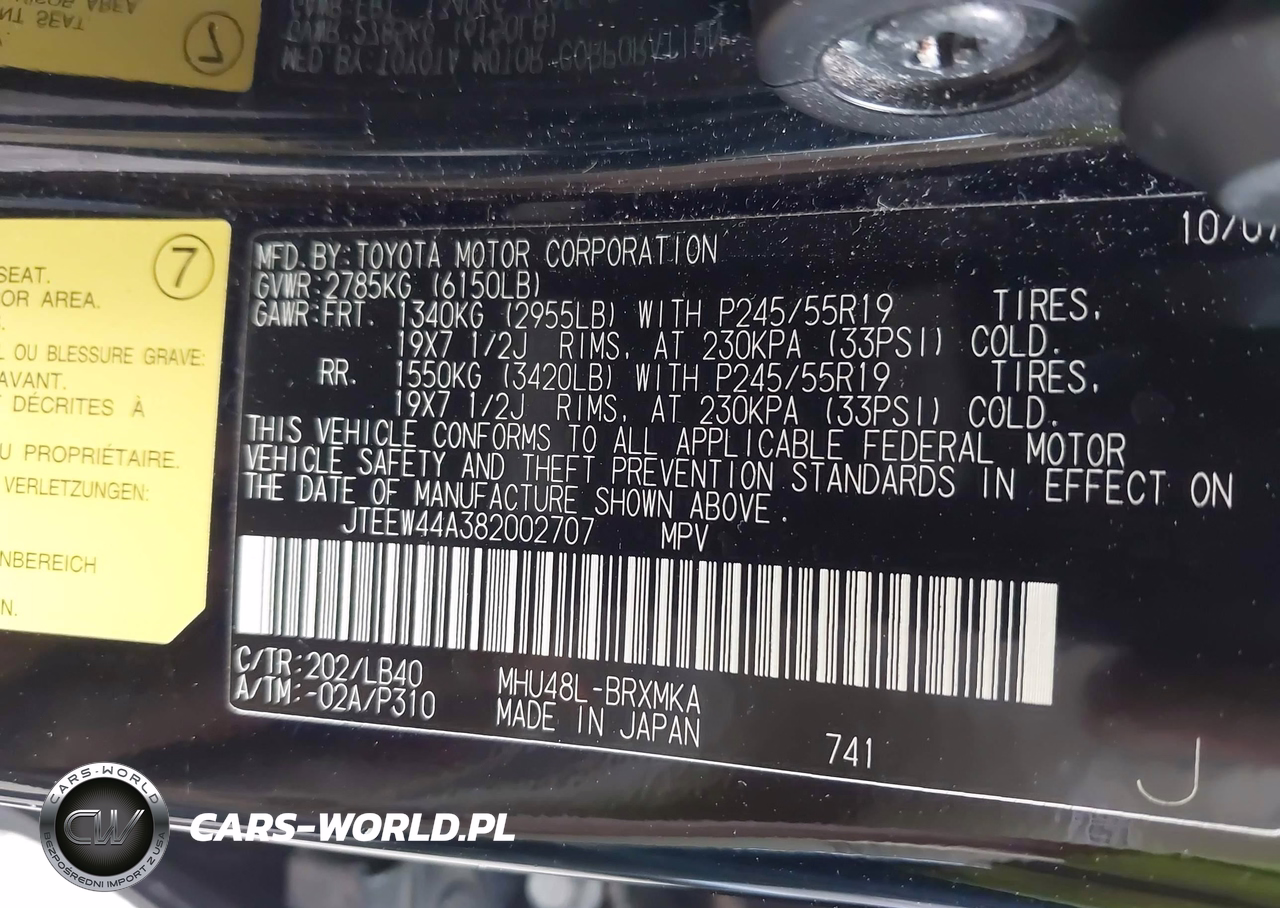 10/07
MFD. BY: TOYOTA MOTOR CORPORATION
GVWR: 2785KG (6150LB)
GAWR: FRT. 1340KG (2955LB) WITH P245/55R19 TIRES,
19X7 1/2J RIMS, AT 230KPA (33PSI) COLD.
RR. 1550KG (3420LB) WITH P245/55R19 TIRES,
19X7 1/2J RIMS, AT 230KPA (33PSI) COLD.
THIS VEHICLE CONFORMS TO ALL APPLICABLE FEDERAL MOTOR
VEHICLE SAFETY AND THEFT PREVENTION STANDARDS IN EFFECT ON
THE DATE OF MANUFACTURE SHOWN ABOVE.
JTEEW44A382002707 MPV
C/TR: 202/LB40
A/TM: -02A/P310
MHU48L-BRXMKA
MADE IN JAPAN
741
J
7
SEAT.
OR AREA.
L OU BLESSURE GRAVE:
AVANT.
T DÉCRITES À
U PROPRIÉTAIRE.
VERLETZUNGEN:
NBEREICH
N.
CARS-WORLD
CW
BEZPOŚREDNI IMPORT Z USA
CARS-WORLD.PL